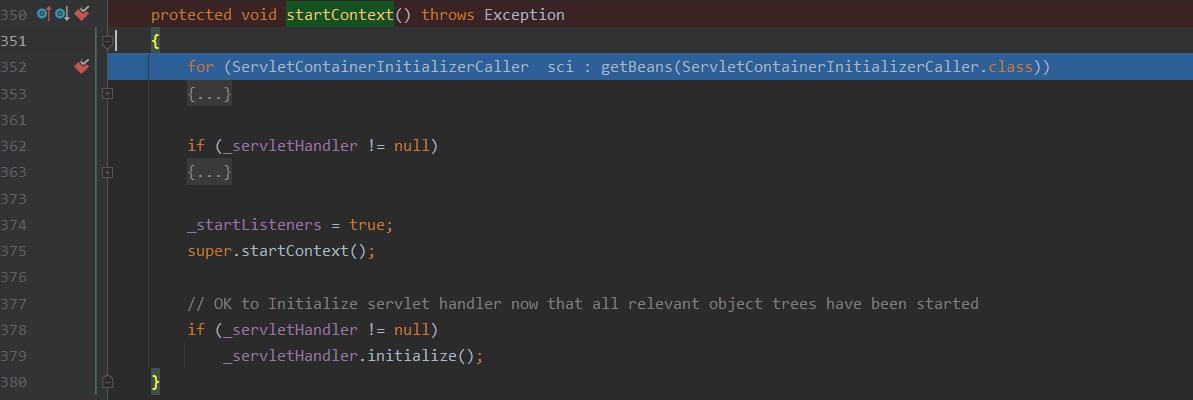 350 protected void startContext() throws Exception
351 {
352 for (ServletContainerInitializerCaller  sci : getBeans(ServletContainerInitializerCaller.class))
353 {...}
361
362 if (_servletHandler != null)
363 {...}
373
374 _startListeners = true;
375 super.startContext();
376
377 // OK to Initialize servlet handler now that all relevant object trees have been started
378 if (_servletHandler != null)
379 _servletHandler.initialize();
380 }